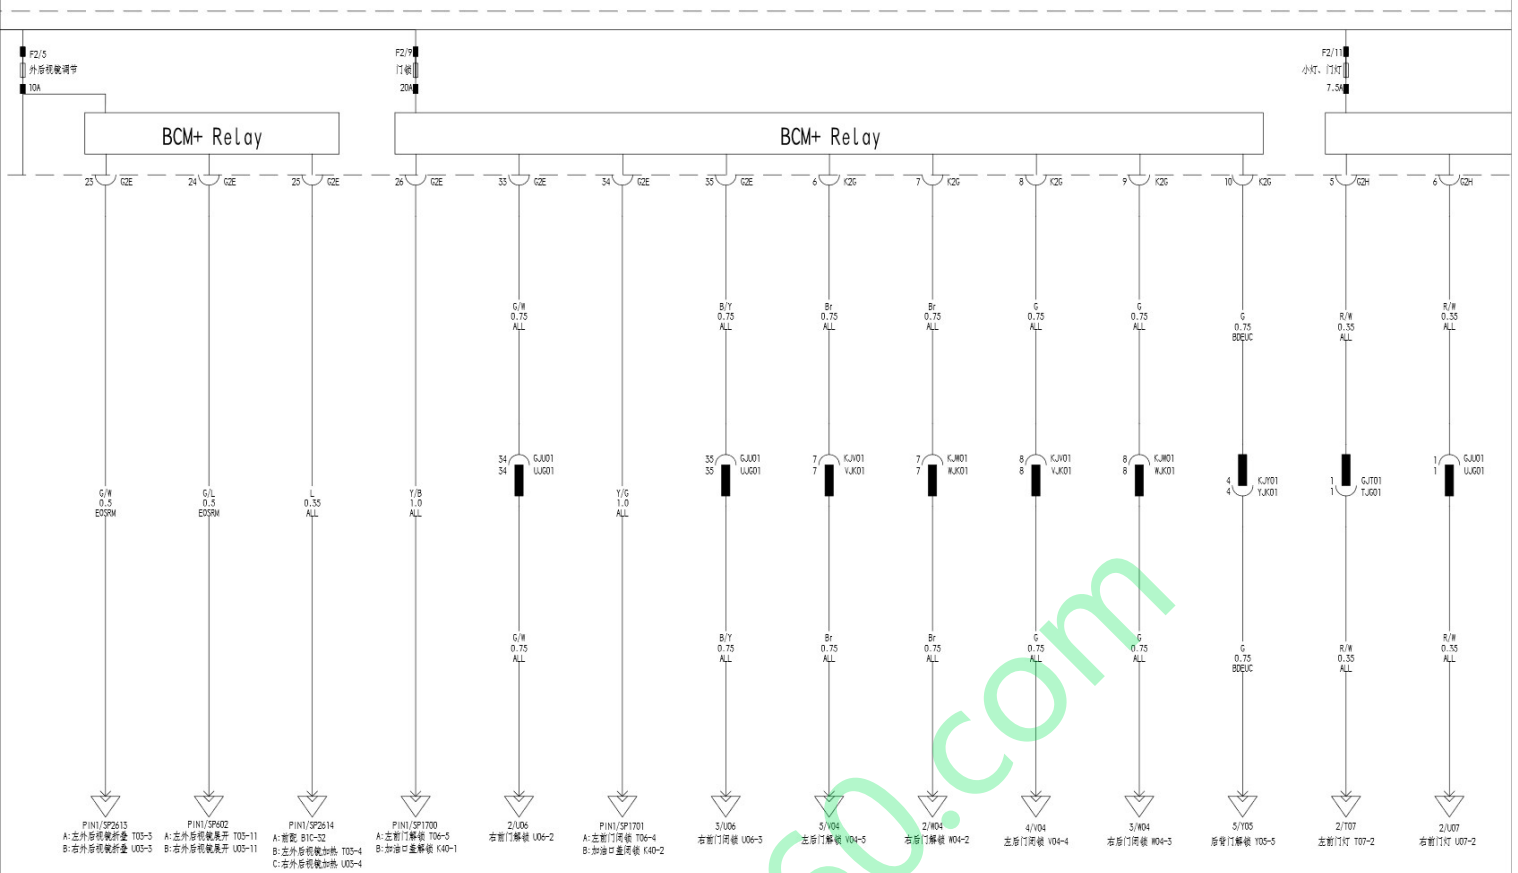 F2/5
外后视镜调节
10A
F2/9
门锁
20A
F2/11
小灯、门灯
7.5A
BCM+ Relay
BCM+ Relay
23 G2E
24 G2E
25 G2E
26 G2E
33 G2E
34 G2E
35 G2E
6 K2G
7 K2G
8 K2G
9 K2G
10 K2G
5 G2H
6 G2H
G/W
0.75
ALL
B/Y
0.75
ALL
Br
0.75
ALL
Br
0.75
ALL
G
0.75
ALL
G
0.75
ALL
G
0.75
BDEUC
R/W
0.35
ALL
R/W
0.35
ALL
34 GJU01
34 UJG01
35 GJU01
35 UJG01
7 KJV01
7 VJK01
7 KJW01
7 WJK01
8 KJV01
8 VJK01
8 KJW01
8 WJK01
4 KJY01
4 YJK01
1 GJT01
1 TJG01
1 GJU01
1 UJG01
G/W
0.5
EOSRM
G/L
0.5
EOSRM
L
0.35
ALL
Y/B
1.0
ALL
Y/G
1.0
ALL
G/W
0.75
ALL
B/Y
0.75
ALL
Br
0.75
ALL
Br
0.75
ALL
G
0.75
ALL
G
0.75
ALL
G
0.75
BDEUC
R/W
0.35
ALL
R/W
0.35
ALL
PIN1/SP2613
A:左外后视镜折叠 T03-3
B:右外后视镜折叠 U03-3
PIN1/SP602
A:左外后视镜展开 T03-11
B:右外后视镜展开 U03-11
PIN1/SP2614
A:前配 B1C-32
B:左外后视镜加热 T03-4
C:右外后视镜加热 U03-4
PIN1/SP1700
A:左前门解锁 T06-5
B:加油口盖解锁 K40-1
2/U06
右前门解锁 U06-2
PIN1/SP1701
A:左前门闭锁 T06-4
B:加油口盖闭锁 K40-2
3/U06
右前门闭锁 U06-3
5/V04
左后门解锁 V04-5
2/W04
右后门解锁 W04-2
4/V04
左后门闭锁 V04-4
3/W04
右后门闭锁 W04-3
5/Y05
后背门解锁 Y05-5
2/T07
左前门灯 T07-2
2/U07
右前门灯 U07-2
60.com